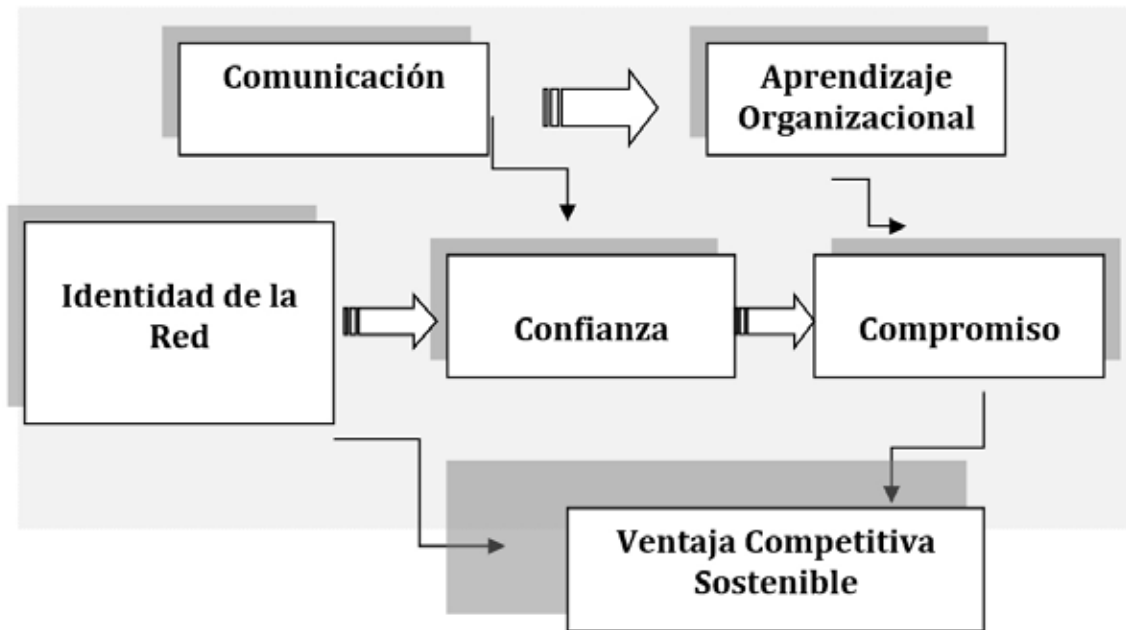 Comunicación
Aprendizaje
Organizacional
Identidad de la
Red
Confianza
Compromiso
Ventaja Competitiva
Sostenible